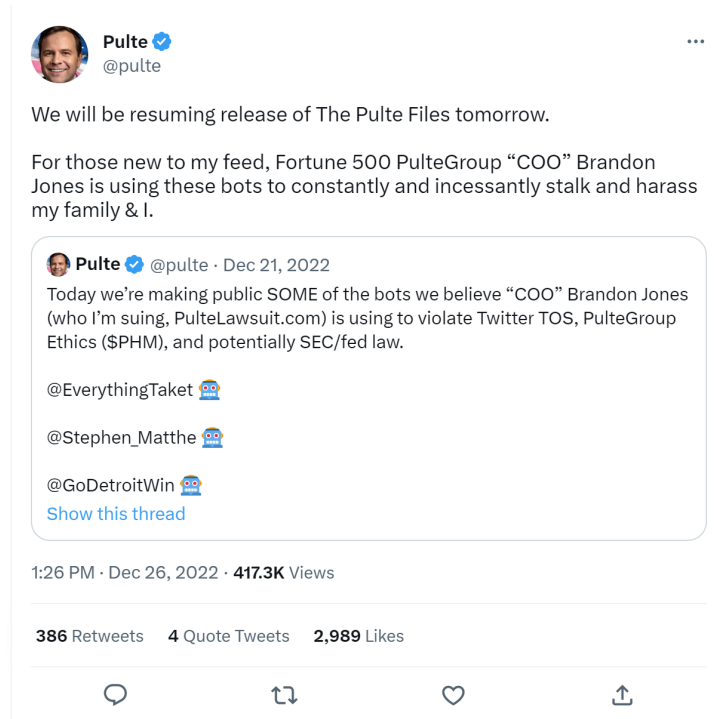 Pulte
@pulte
We will be resuming release of The Pulte Files tomorrow.
For those new to my feed, Fortune 500 PulteGroup “COO” Brandon
Jones is using these bots to constantly and incessantly stalk and harass
my family & I.
Pulte @pulte · Dec 21, 2022
Today we’re making public SOME of the bots we believe “COO” Brandon Jones
(who I’m suing, PulteLawsuit.com) is using to violate Twitter TOS, PulteGroup
Ethics ($PHM), and potentially SEC/fed law.
@EverythingTaket 🤖
@Stephen_Matthe 🤖
@GoDetroitWin 🤖
Show this thread
1:26 PM · Dec 26, 2022 · 417.3K Views
386 Retweets 4 Quote Tweets 2,989 Likes